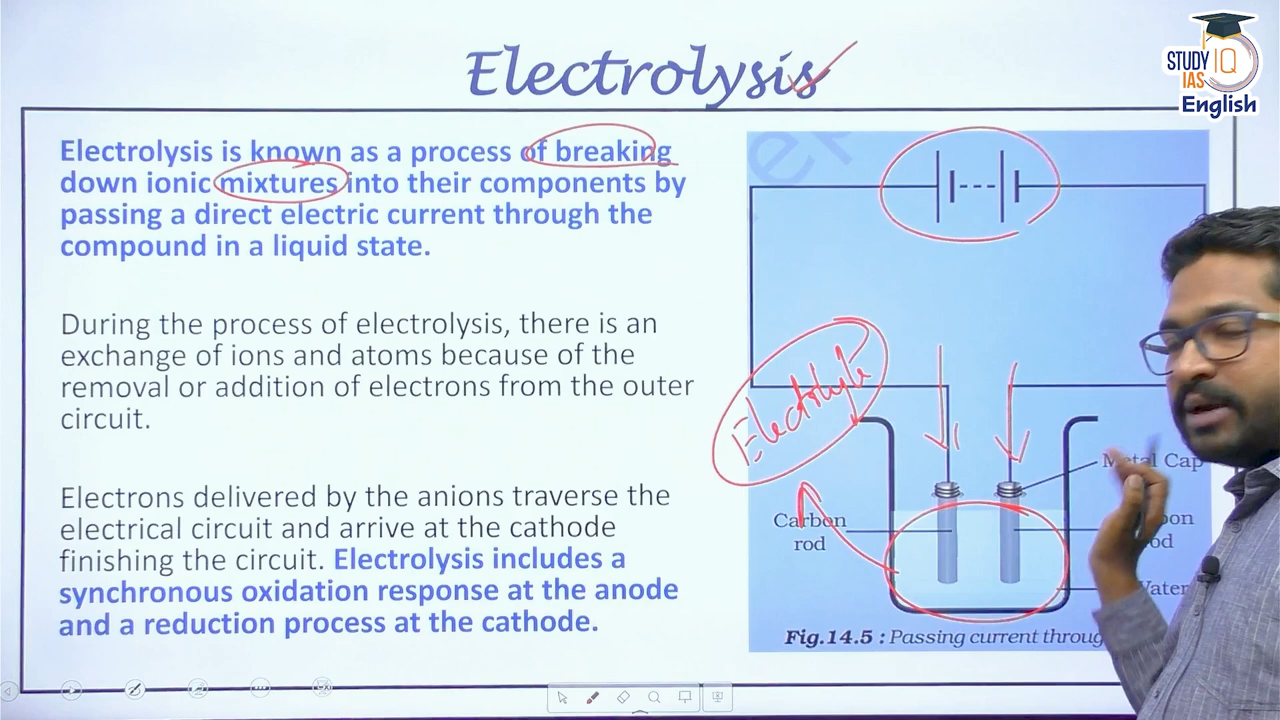 Electrolysis
STUDY IQ
IAS
English
Electrolysis is known as a process of breaking
down ionic mixtures into their components by
passing a direct electric current through the
compound in a liquid state.
During the process of electrolysis, there is an
exchange of ions and atoms because of the
removal or addition of electrons from the outer
circuit.
Electrons delivered by the anions traverse the
electrical circuit and arrive at the cathode
finishing the circuit. Electrolysis includes a
synchronous oxidation response at the anode
and a reduction process at the cathode.
Electrolyte
Metal Cap
Carbon
rod
Water
Fig.14.5 : Passing current